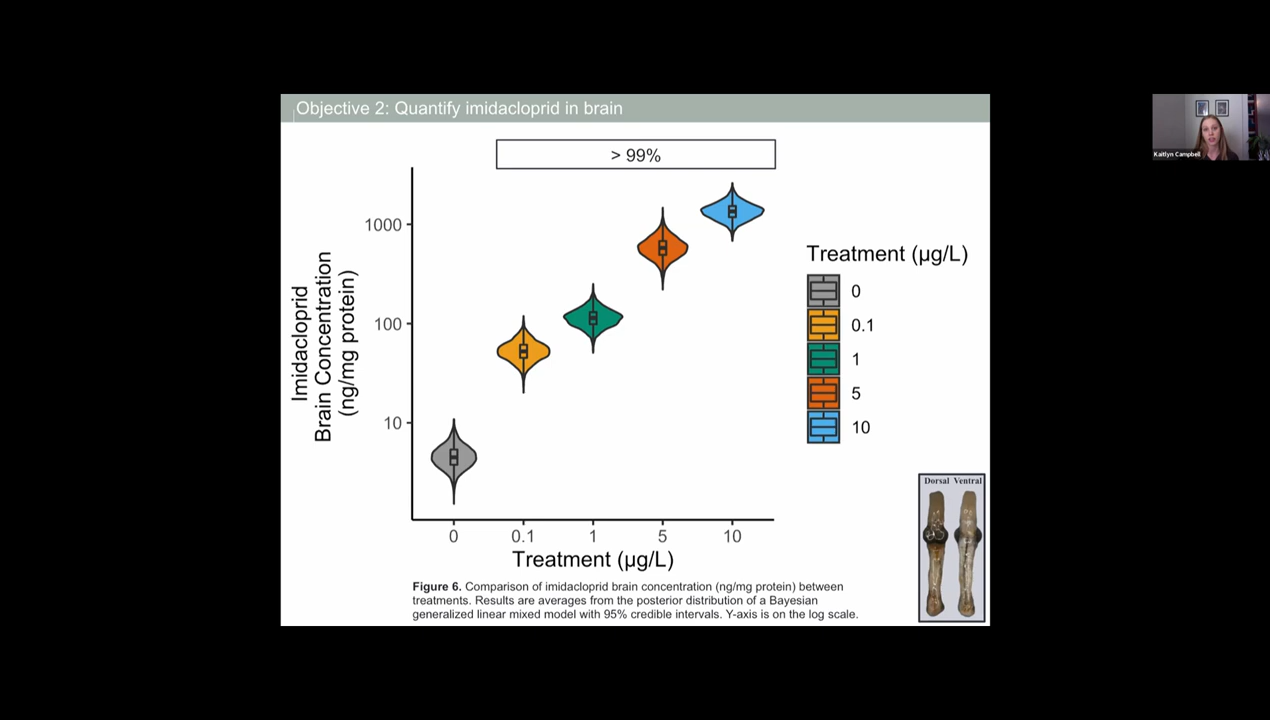 Objective 2: Quantify imidacloprid in brain
> 99%
Imidacloprid
Brain Concentration
(ng/mg protein)
1000
100
10
0 0.1 1 5 10
Treatment (µg/L)
Treatment (µg/L)
0
0.1
1
5
10
Dorsal Ventral
Figure 6. Comparison of imidacloprid brain concentration (ng/mg protein) between
treatments. Results are averages from the posterior distribution of a Bayesian
generalized linear mixed model with 95% credible intervals. Y-axis is on the log scale.
Kaitlyn Campbell